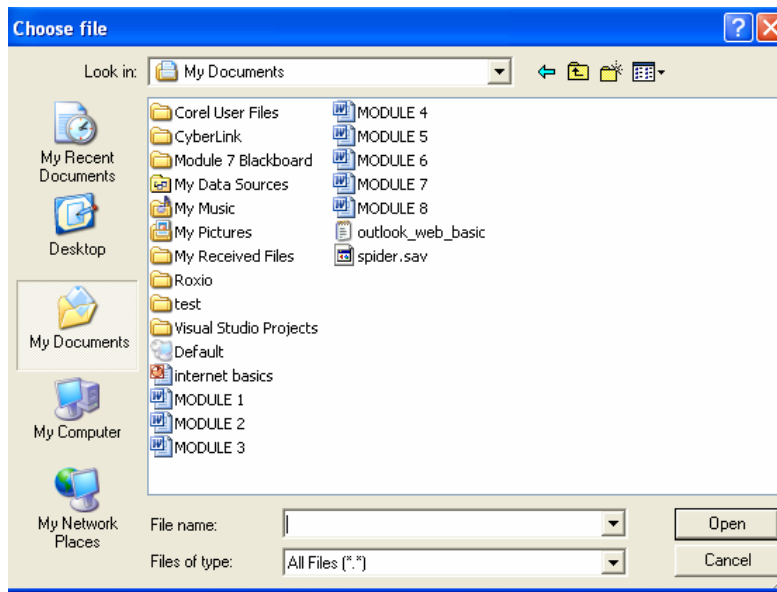 Choose file
Look in: My Documents
My Recent
Documents
Desktop
My Documents
My Computer
My Network
Places
Corel User Files
CyberLink
Module 7 Blackboard
My Data Sources
My Music
My Pictures
My Received Files
Roxio
test
Visual Studio Projects
Default
internet basics
MODULE 1
MODULE 2
MODULE 3
MODULE 4
MODULE 5
MODULE 6
MODULE 7
MODULE 8
outlook_web_basic
spider.sav
File name:
Open
Files of type: All Files (*.*)
Cancel